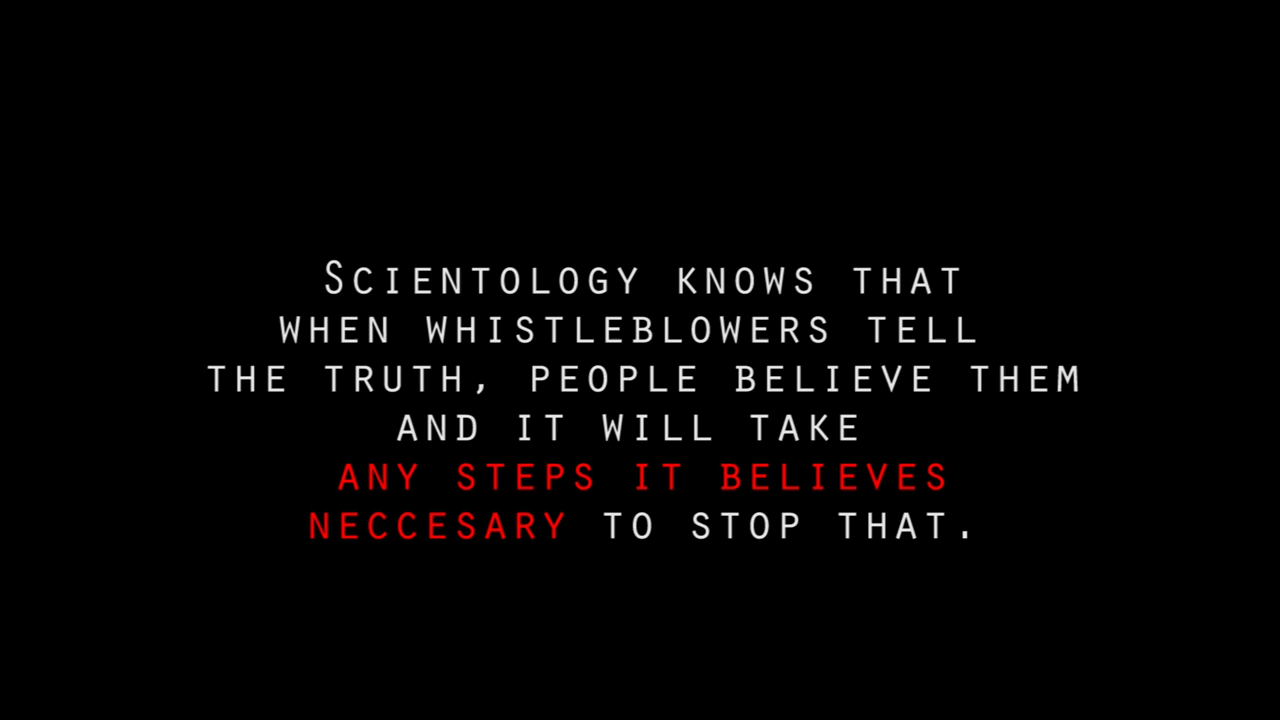 Scientology knows that
when whistleblowers tell
the truth, people believe them
and it will take
any steps it believes
neccesary to stop that.